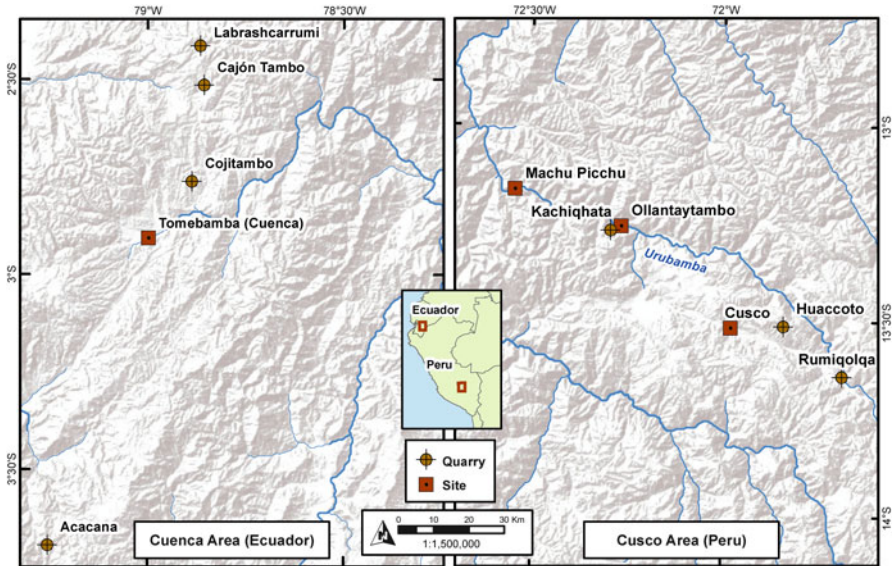 79°W
78°30'W
72°30'W
72°W
Labrashcarrumi
Cajón Tambo
2°30'S
Cojitambo
Tomebamba (Cuenca)
3°S
3°30'S
Acacana
Cuenca Area (Ecuador)
13°S
Machu Picchu
Kachiqhata
Ollantaytambo
Urubamba
Cusco
Huaccoto
13°30'S
Rumiqolqa
14°S
Ecuador
Peru
Quarry
Site
0 10 20 30 Km
1:1,500,000
Cusco Area (Peru)